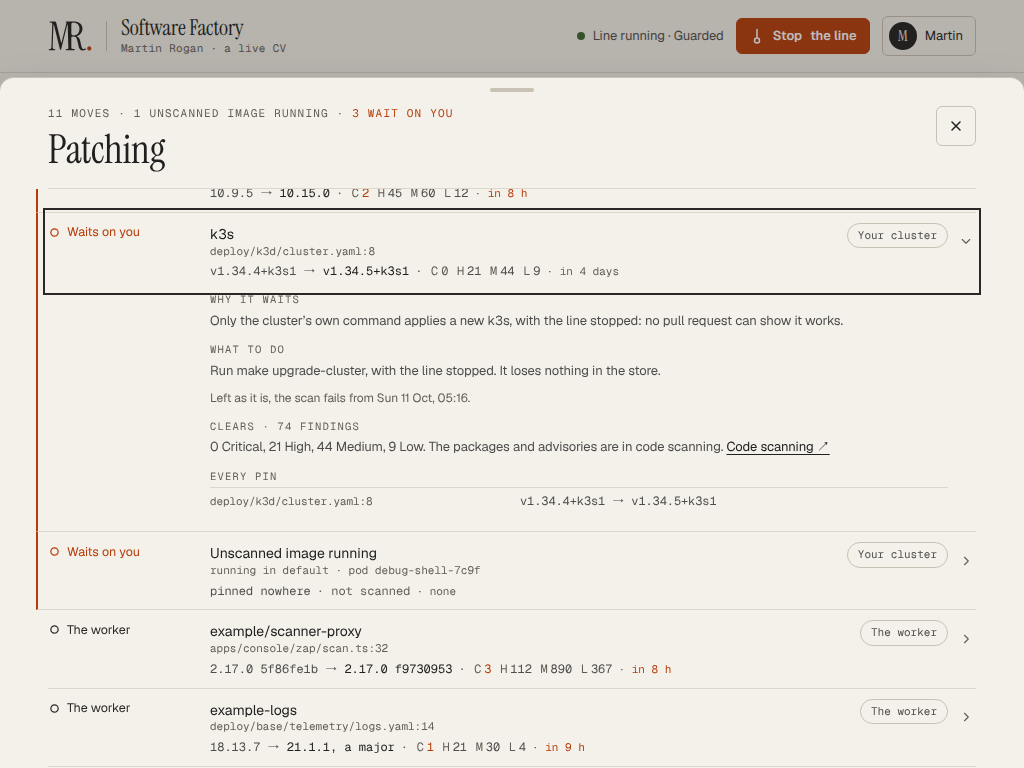 MR.
Software Factory
Martin Rogan · a live CV
Line running · Guarded
Stop the line
M
Martin
11 MOVES · 1 UNSCANNED IMAGE RUNNING · 3 WAIT ON YOU
Patching
10.9.5 → 10.15.0 · C 2 H 45 M 60 L 12 · in 8 h
Waits on you
k3s
Your cluster
deploy/k3d/cluster.yaml:8
v1.34.4+k3s1 → v1.34.5+k3s1 · C 0 H 21 M 44 L 9 · in 4 days
WHY IT WAITS
Only the cluster's own command applies a new k3s, with the line stopped: no pull request can show it works.
WHAT TO DO
Run make upgrade-cluster, with the line stopped. It loses nothing in the store.
Left as it is, the scan fails from Sun 11 Oct, 05:16.
CLEARS · 74 FINDINGS
0 Critical, 21 High, 44 Medium, 9 Low. The packages and advisories are in code scanning. Code scanning ↗
EVERY PIN
deploy/k3d/cluster.yaml:8 v1.34.4+k3s1 → v1.34.5+k3s1
Waits on you
Unscanned image running
Your cluster
running in default · pod debug-shell-7c9f
pinned nowhere · not scanned · none
The worker
example/scanner-proxy
The worker
apps/console/zap/scan.ts:32
2.17.0 5f86fe1b → 2.17.0 f9730953 · C 3 H 112 M 890 L 367 · in 8 h
The worker
example-logs
The worker
deploy/base/telemetry/logs.yaml:14
18.13.7 → 21.1.1, a major · C 1 H 21 M 30 L 4 · in 9 h